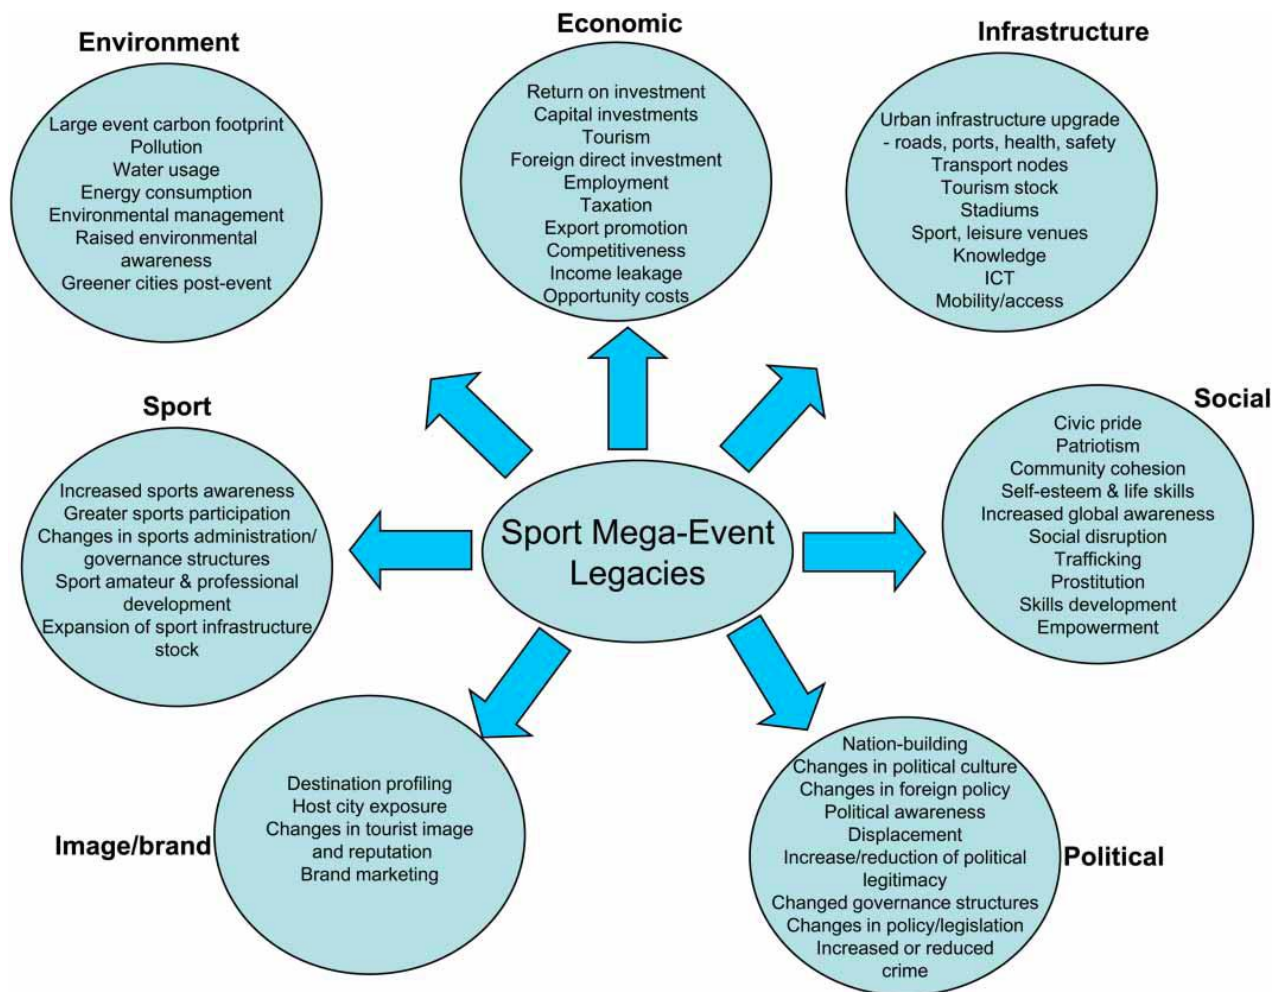 Environment
Large event carbon footprint
Pollution
Water usage
Energy consumption
Environmental management
Raised environmental
awareness
Greener cities post-event
Economic
Return on investment
Capital investments
Tourism
Foreign direct investment
Employment
Taxation
Export promotion
Competitiveness
Income leakage
Opportunity costs
Infrastructure
Urban infrastructure upgrade
- roads, ports, health, safety
Transport nodes
Tourism stock
Stadiums
Sport, leisure venues
Knowledge
ICT
Mobility/access
Sport
Increased sports awareness
Greater sports participation
Changes in sports administration/
governance structures
Sport amateur & professional
development
Expansion of sport infrastructure
stock
Sport Mega-Event
Legacies
Social
Civic pride
Patriotism
Community cohesion
Self-esteem & life skills
Increased global awareness
Social disruption
Trafficking
Prostitution
Skills development
Empowerment
Image/brand
Destination profiling
Host city exposure
Changes in tourist image
and reputation
Brand marketing
Political
Nation-building
Changes in political culture
Changes in foreign policy
Political awareness
Displacement
Increase/reduction of political
legitimacy
Changed governance structures
Changes in policy/legislation
Increased or reduced
crime